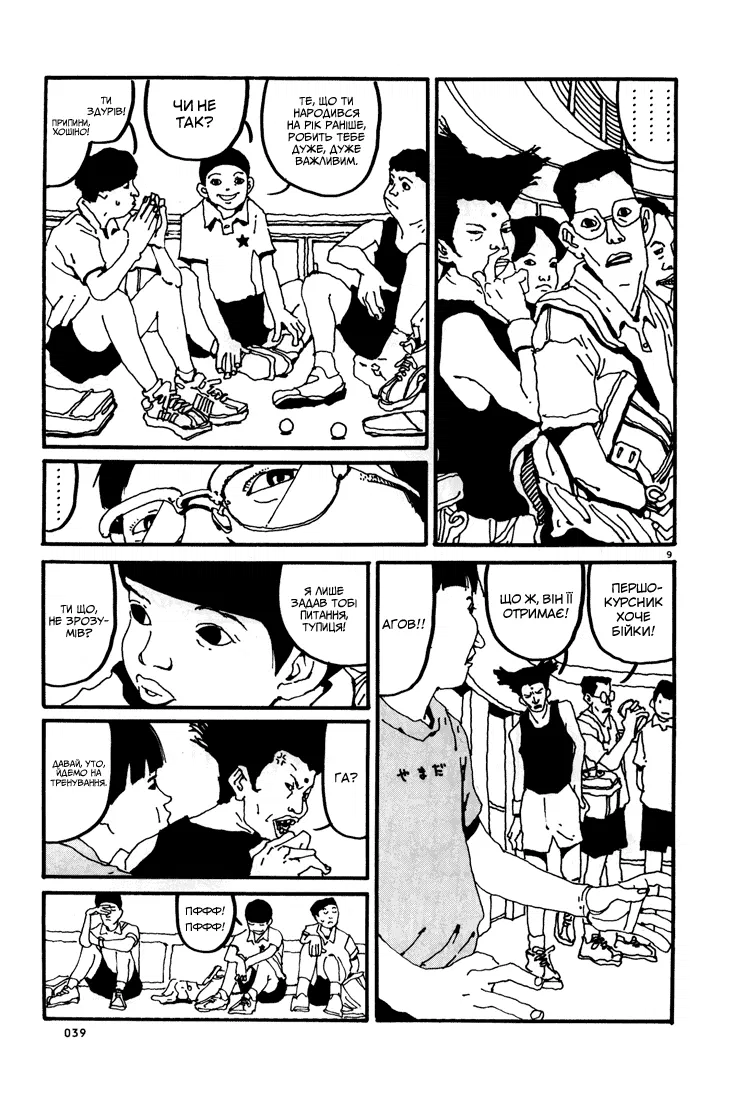 ........
ТЕ, ЩО ТИ
НАРОДИВСЯ
НА РІК РАНІШЕ,
РОБИТЬ ТЕБЕ
ДУЖЕ, ДУЖЕ
ВАЖЛИВИМ.
ЧИ НЕ
ТАК?
ТИ
ЗДУРІВ!
ПРИПИНИ,
ХОШІНО!
........
9
ПЕРШО-
КУРСНИК
ХОЧЕ
БІЙКИ!
ЩО Ж, ВІН ЇЇ
ОТРИМАЄ!
АГОВ!!
やまだ
Я ЛИШЕ
ЗАДАВ ТОБІ
ПИТАННЯ,
ТУПИЦЯ!
ТИ ЩО,
НЕ ЗРОЗУ-
МІВ?
ГА?
ДАВАЙ, УТО,
ЙДЕМО НА
ТРЕНУВАННЯ.
ПФФФ!
ПФФФ!
039